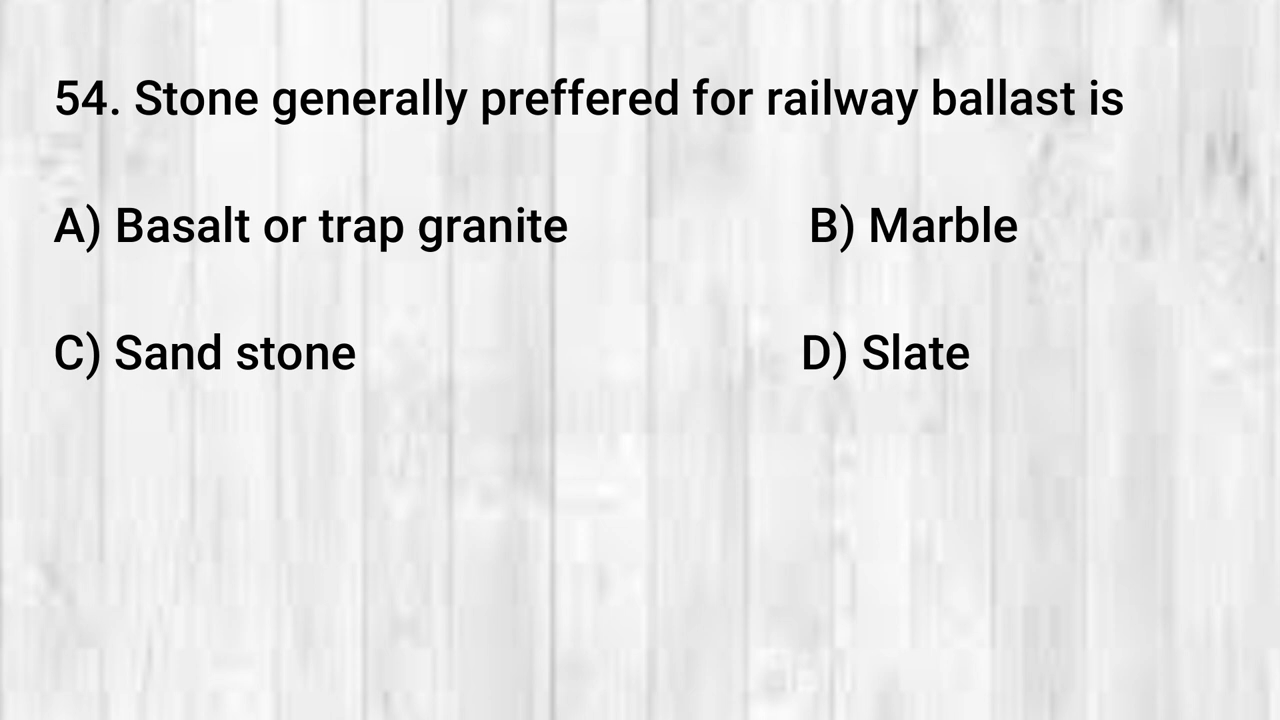 54. Stone generally preffered for railway ballast is
A) Basalt or trap granite B) Marble
C) Sand stone D) Slate